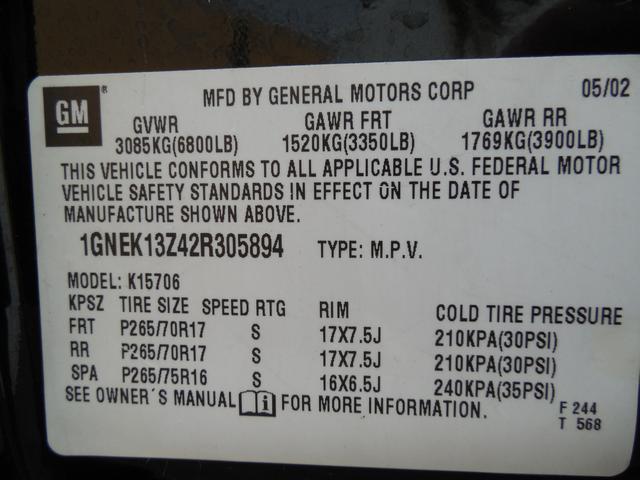 GM ®
MFD BY GENERAL MOTORS CORP 05/02
GVWR GAWR FRT GAWR RR
3085KG(6800LB) 1520KG(3350LB) 1769KG(3900LB)
THIS VEHICLE CONFORMS TO ALL APPLICABLE U.S. FEDERAL MOTOR
VEHICLE SAFETY STANDARDS IN EFFECT ON THE DATE OF
MANUFACTURE SHOWN ABOVE.
1GNEK13Z42R305894 TYPE: M.P.V.
MODEL: K15706
KPSZ TIRE SIZE SPEED RTG RIM COLD TIRE PRESSURE
FRT P265/70R17 S 17X7.5J 210KPA(30PSI)
RR P265/70R17 S 17X7.5J 210KPA(30PSI)
SPA P265/75R16 S 16X6.5J 240KPA(35PSI)
SEE OWNER'S MANUAL i FOR MORE INFORMATION.
F 244
T 568